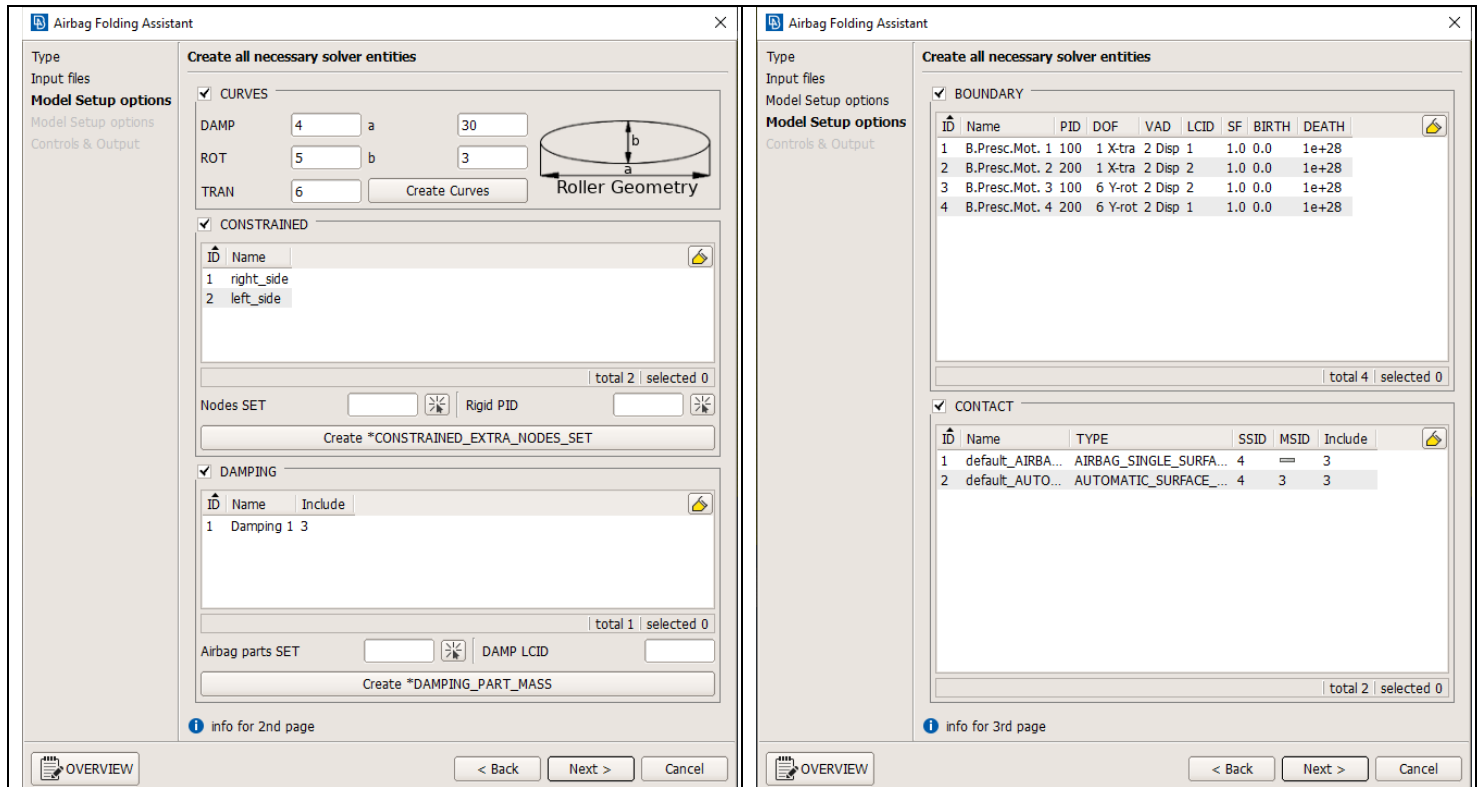 Airbag Folding Assistant
Type
Input files
Model Setup options
Model Setup options
Controls & Output
Create all necessary solver entities
CURVES
DAMP 4 a 30
ROT 5 b 3
TRAN 6 Create Curves
b
a
Roller Geometry
CONSTRAINED
ID Name
1 right_side
2 left_side
total 2 selected 0
Nodes SET Rigid PID
Create *CONSTRAINED_EXTRA_NODES_SET
DAMPING
ID Name Include
1 Damping 1 3
total 1 selected 0
Airbag parts SET DAMP LCID
Create *DAMPING_PART_MASS
info for 2nd page
OVERVIEW < Back Next > Cancel
Airbag Folding Assistant
Type
Input files
Model Setup options
Model Setup options
Controls & Output
Create all necessary solver entities
BOUNDARY
ID Name PID DOF VAD LCID SF BIRTH DEATH
1 B.Presc.Mot. 1 100 1 X-tra 2 Disp 1 1.0 0.0 1e+28
2 B.Presc.Mot. 2 200 1 X-tra 2 Disp 2 1.0 0.0 1e+28
3 B.Presc.Mot. 3 100 6 Y-rot 2 Disp 2 1.0 0.0 1e+28
4 B.Presc.Mot. 4 200 6 Y-rot 2 Disp 1 1.0 0.0 1e+28
total 4 selected 0
CONTACT
ID Name TYPE SSID MSID Include
1 default_AIRBA... AIRBAG_SINGLE_SURFA... 4 3
2 default_AUTO... AUTOMATIC_SURFACE_... 4 3 3
total 2 selected 0
info for 3rd page
OVERVIEW < Back Next > Cancel